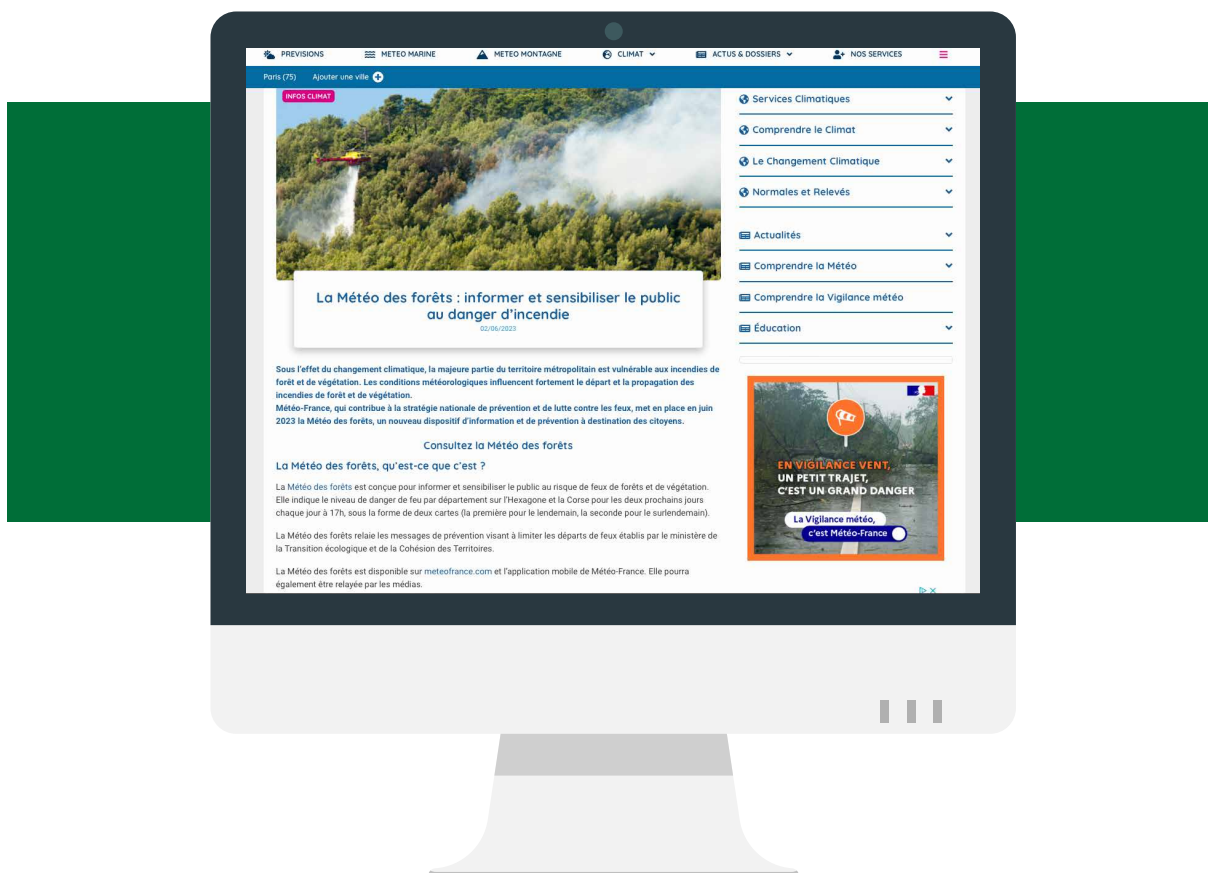 PREVISIONS
METEO MARINE
METEO MONTAGNE
CLIMAT
ACTUS & DOSSIERS
NOS SERVICES
Paris (75)
Ajouter une ville
INFOS CLIMAT
La Météo des forêts : informer et sensibiliser le public
au danger d'incendie
02/06/2023
Sous l'effet du changement climatique, la majeure partie du territoire métropolitain est vulnérable aux incendies de
forêt et de végétation. Les conditions météorologiques influencent fortement le départ et la propagation des
incendies de forêt et de végétation.
Météo-France, qui contribue à la stratégie nationale de prévention et de lutte contre les feux, met en place en juin
2023 la Météo des forêts, un nouveau dispositif d'information et de prévention à destination des citoyens.
Consultez la Météo des forêts
La Météo des forêts, qu'est-ce que c'est ?
La Météo des forêts est conçue pour informer et sensibiliser le public au risque de feux de forêts et de végétation.
Elle indique le niveau de danger de feu par département sur l'Hexagone et la Corse pour les deux prochains jours
chaque jour à 17h, sous la forme de deux cartes (la première pour le lendemain, la seconde pour le surlendemain).
La Météo des forêts relaie les messages de prévention visant à limiter les départs de feux établis par le ministère de
la Transition écologique et de la Cohésion des Territoires.
La Météo des forêts est disponible sur meteofrance.com et l'application mobile de Météo-France. Elle pourra
également être relayée par les médias.
Services Climatiques
Comprendre le Climat
Le Changement Climatique
Normales et Relevés
Actualités
Comprendre la Météo
Comprendre la Vigilance météo
Éducation
EN VIGILANCE VENT,
UN PETIT TRAJET,
C'EST UN GRAND DANGER
La Vigilance météo,
c'est Météo-France